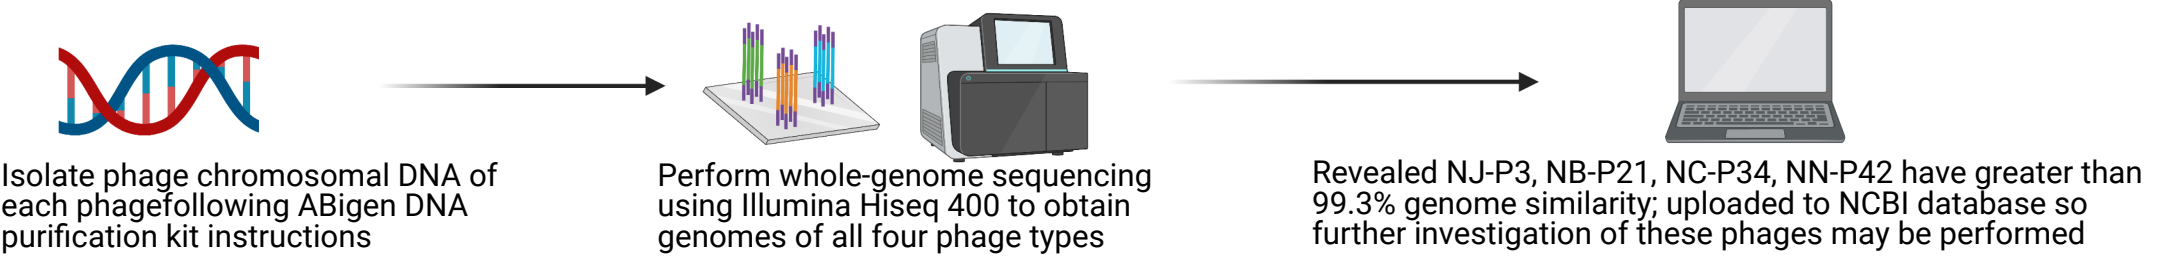 Isolate phage chromosomal DNA of
each phagefollowing ABigen DNA
purification kit instructions
Perform whole-genome sequencing
using Illumina Hiseq 400 to obtain
genomes of all four phage types
Revealed NJ-P3, NB-P21, NC-P34, NN-P42 have greater than
99.3% genome similarity; uploaded to NCBI database so
further investigation of these phages may be performed